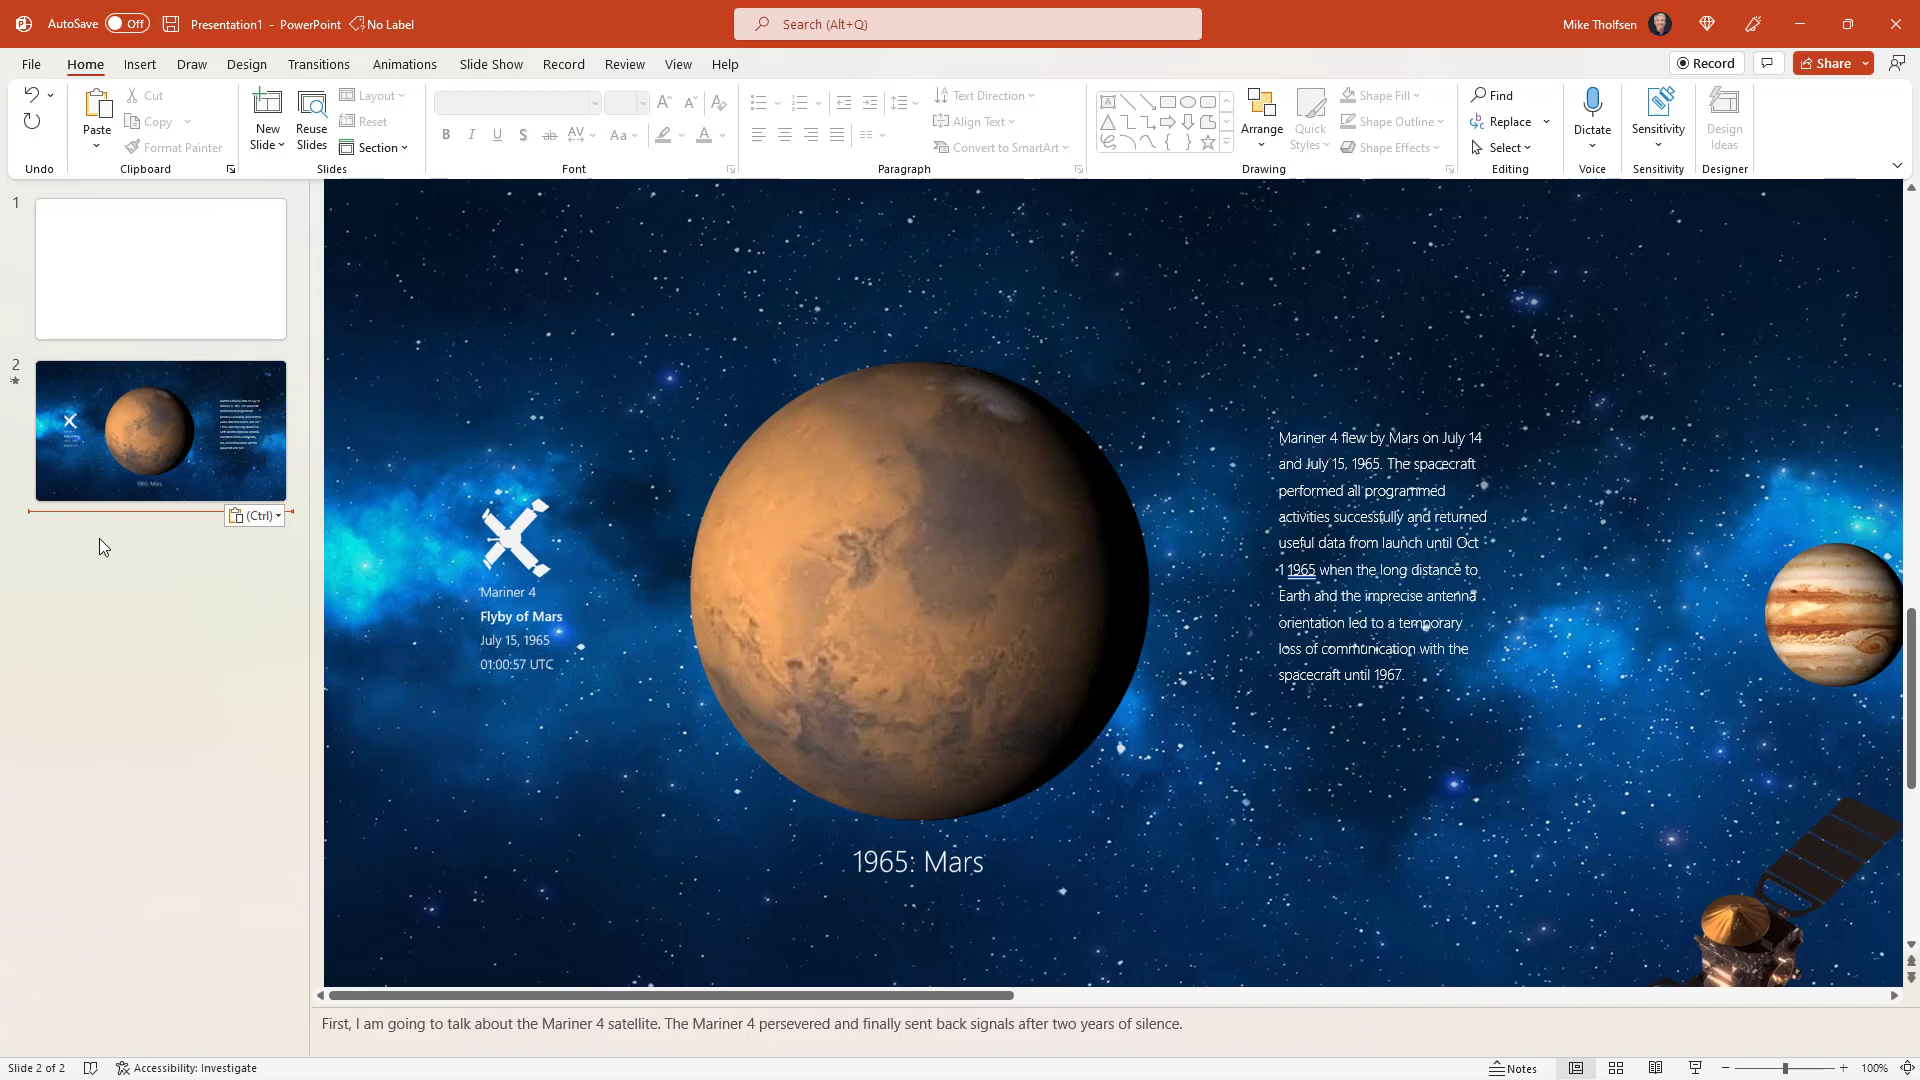 AutoSave Off Presentation1 - PowerPoint No Label Search (Alt+Q) Mike Tholfsen
File Home Insert Draw Design Transitions Animations Slide Show Record Review View Help Record Share
Paste Cut Copy Format Painter
New Slide Reuse Slides Layout Reset Section
B I U S ab AV Aa A
Text Direction Align Text Convert to SmartArt
Arrange Quick Styles Shape Fill Shape Outline Shape Effects
Find Replace Select
Dictate Sensitivity Design Ideas
Undo Clipboard Slides Font Paragraph Drawing Editing Voice Sensitivity Designer
1
2
1965: Mars
(Ctrl)
Mariner 4
Flyby of Mars
July 15, 1965
01:00:57 UTC
1965: Mars
Mariner 4 flew by Mars on July 14
and July 15, 1965. The spacecraft
performed all programmed
activities successfully and returned
useful data from launch until Oct
1 1965 when the long distance to
Earth and the imprecise antenna
orientation led to a temporary
loss of communication with the
spacecraft until 1967.
First, I am going to talk about the Mariner 4 satellite. The Mariner 4 persevered and finally sent back signals after two years of silence.
Slide 2 of 2 Accessibility: Investigate Notes 100%